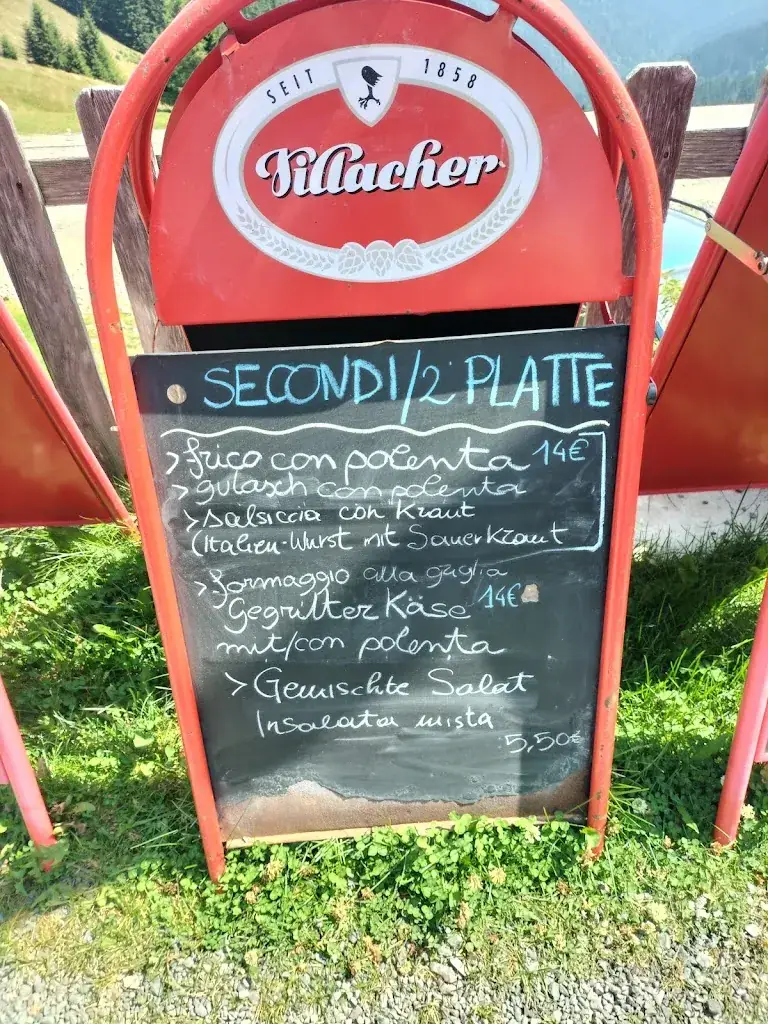 SEIT 1858
Villacher
SECONDI/2° PLATTE
> frico con polenta 14€
> gulasch con polenta
> salsiccia con Kraut
(Italien-Wurst mit Sauerkraut
> formaggio alla griglia
Gegrillter Käse 14€
mit/con polenta
> Gemischte Salat
Insalata mista
5,50€